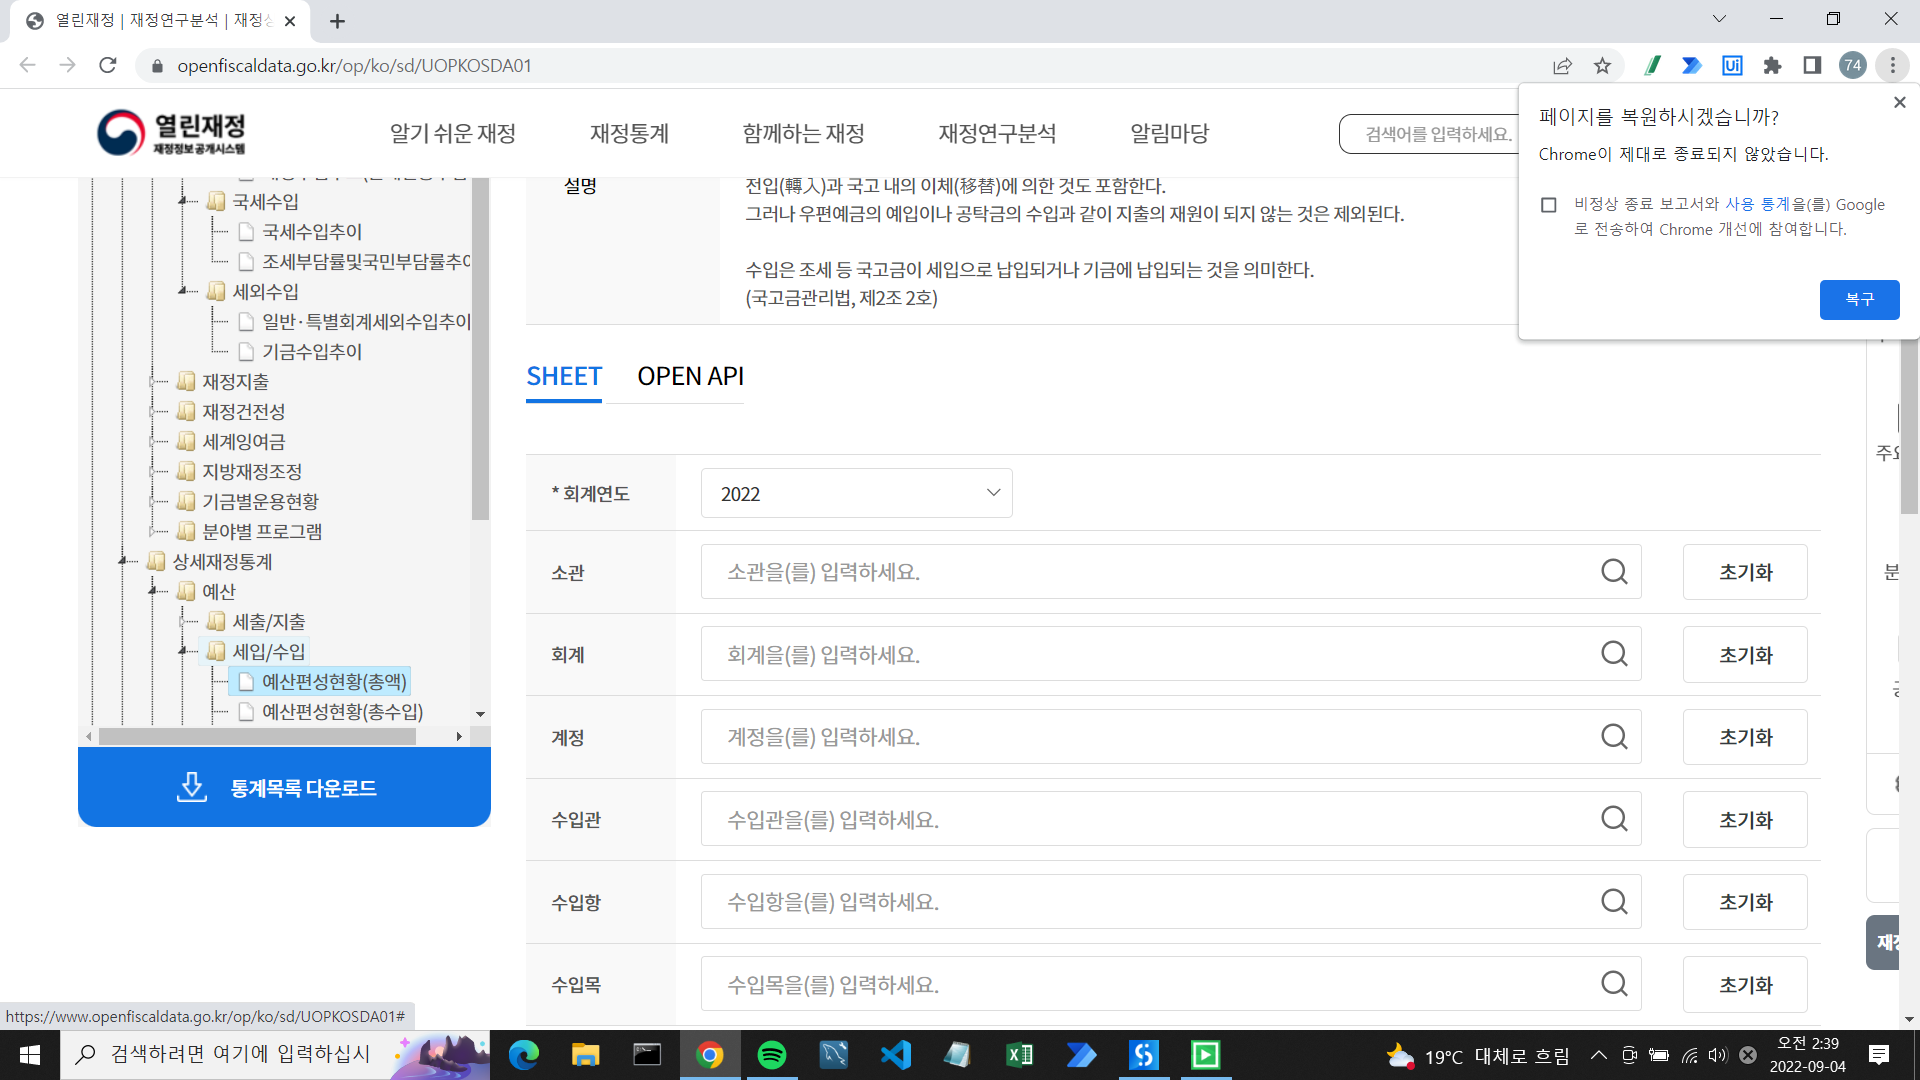 열린재정 | 재정연구분석 | 재정상
openfiscaldata.go.kr/op/ko/sd/UOPKOSDA01
Ui
74
열린재정
재정정보공개시스템
알기 쉬운 재정
재정통계
함께하는 재정
재정연구분석
알림마당
검색어를 입력하세요.
페이지를 복원하시겠습니까?
Chrome이 제대로 종료되지 않았습니다.
비정상 종료 보고서와 사용 통계을(를) Google
로 전송하여 Chrome 개선에 참여합니다.
복구
국세수입
국세수입추이
조세부담률및국민부담률추이
세외수입
일반·특별회계세외수입추이
기금수입추이
재정지출
재정건전성
세계잉여금
지방재정조정
기금별운용현황
분야별 프로그램
상세재정통계
예산
세출/지출
세입/수입
예산편성현황(총액)
예산편성현황(총수입)
통계목록 다운로드
설명
전입(轉入)과 국고 내의 이체(移替)에 의한 것도 포함한다.
그러나 우편예금의 예입이나 공탁금의 수입과 같이 지출의 재원이 되지 않는 것은 제외된다.
수입은 조세 등 국고금이 세입으로 납입되거나 기금에 납입되는 것을 의미한다.
(국고금관리법, 제2조 2호)
SHEET
OPEN API
* 회계연도
2022
소관
소관을(를) 입력하세요.
초기화
회계
회계을(를) 입력하세요.
초기화
계정
계정을(를) 입력하세요.
초기화
수입관
수입관을(를) 입력하세요.
초기화
수입항
수입항을(를) 입력하세요.
초기화
수입목
수입목을(를) 입력하세요.
초기화
주요
분
재정
https://www.openfiscaldata.go.kr/op/ko/sd/UOPKOSDA01#
검색하려면 여기에 입력하십시
19°C 대체로 흐림
오전 2:39
2022-09-04